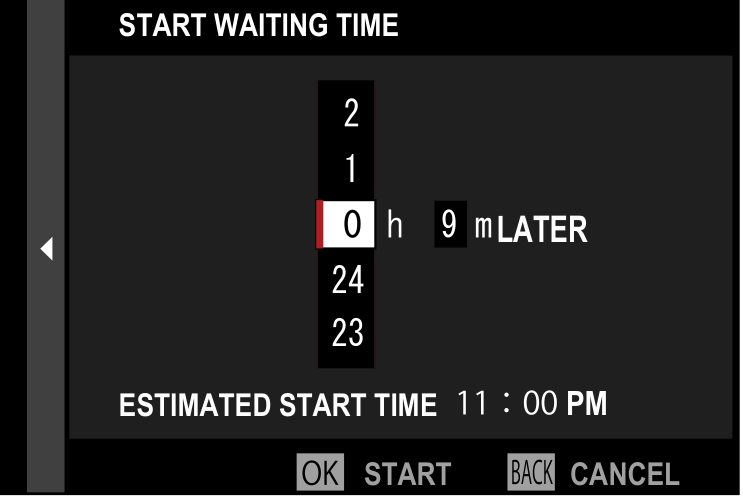 START WAITING TIME
2
1
0 h 9 m LATER
24
23
ESTIMATED START TIME 11 : 00 PM
OK START BACK CANCEL